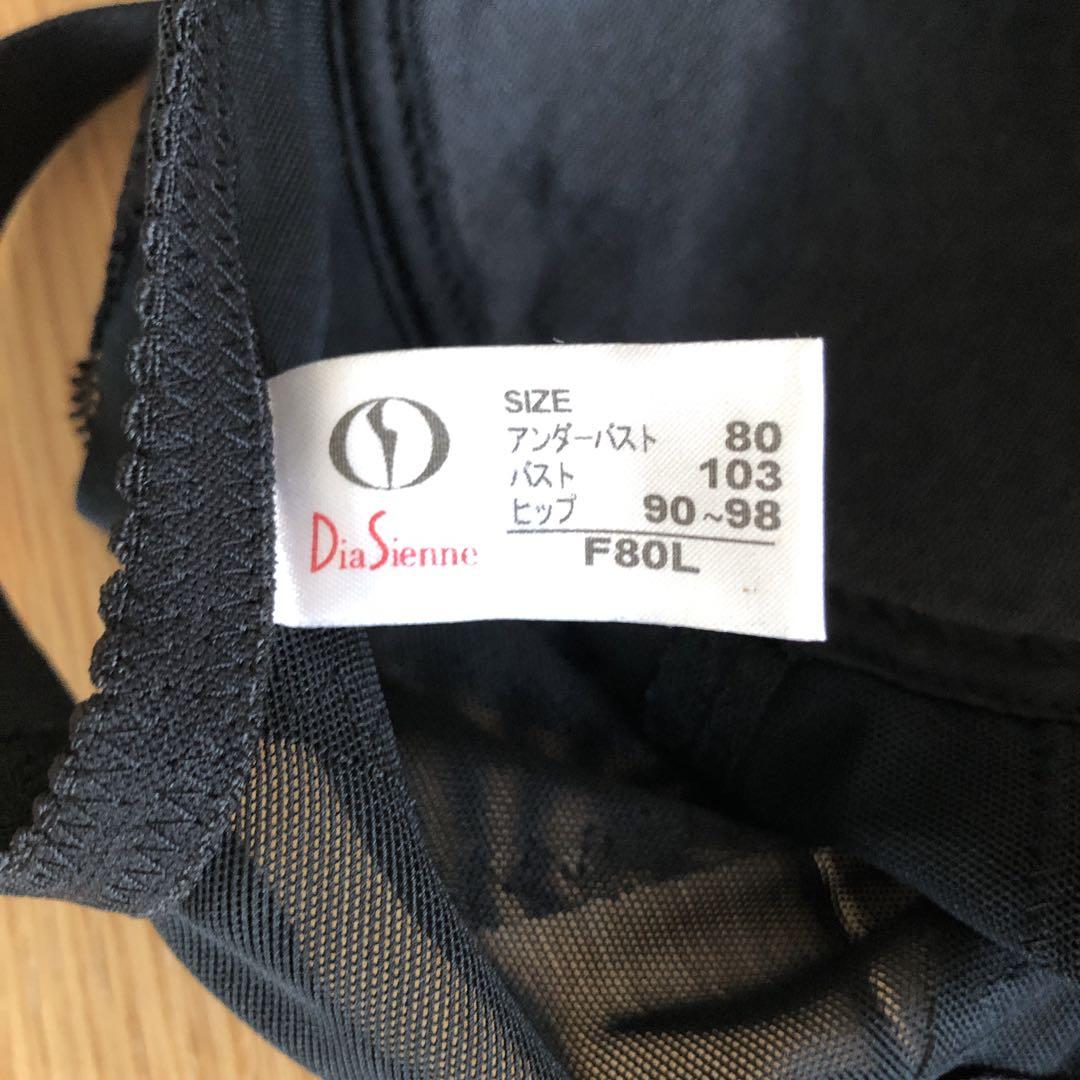 SIZE
アンダーバスト 80
バスト 103
ヒップ 90~98
F80L
DiaSienne